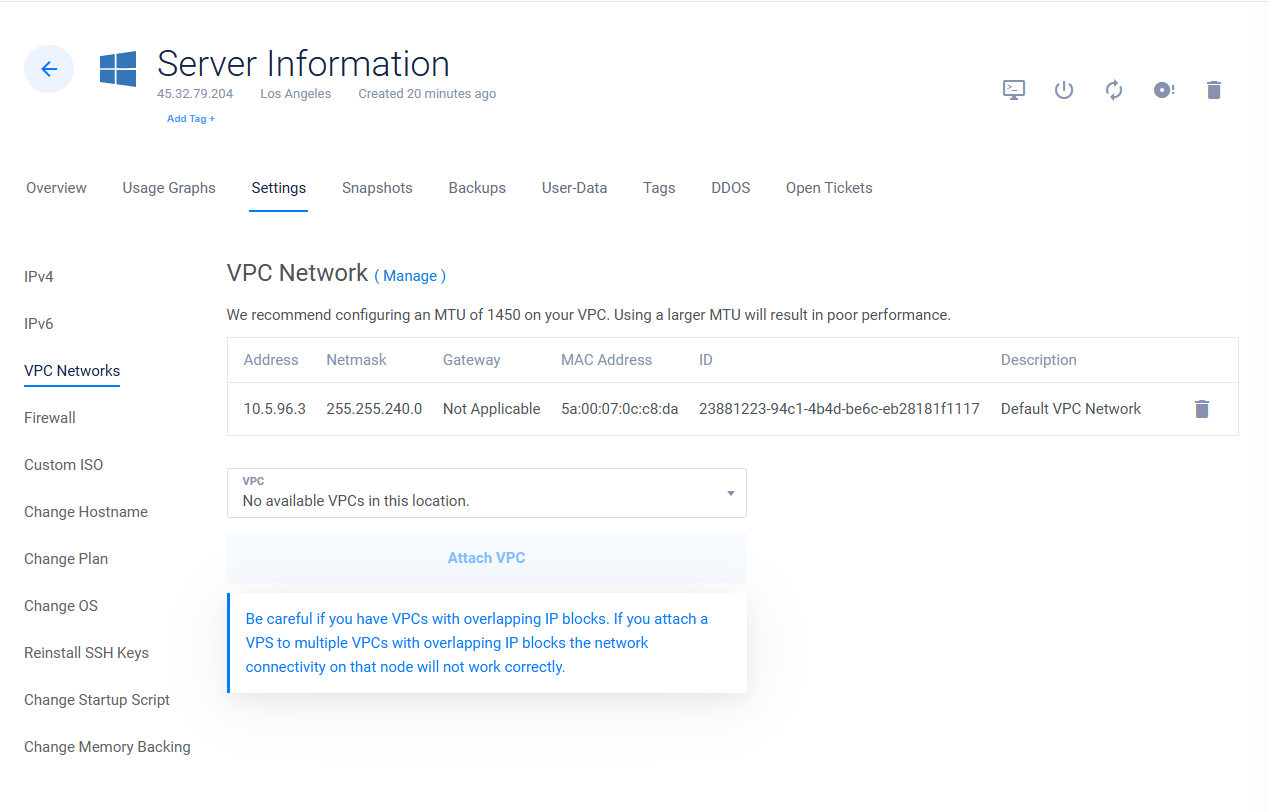 Server Information
45.32.79.204 Los Angeles Created 20 minutes ago
Add Tag +
Overview Usage Graphs Settings Snapshots Backups User-Data Tags DDOS Open Tickets
IPv4
IPv6
VPC Networks
Firewall
Custom ISO
Change Hostname
Change Plan
Change OS
Reinstall SSH Keys
Change Startup Script
Change Memory Backing
VPC Network ( Manage )
We recommend configuring an MTU of 1450 on your VPC. Using a larger MTU will result in poor performance.
Address Netmask Gateway MAC Address ID Description
10.5.96.3 255.255.240.0 Not Applicable 5a:00:07:0c:c8:da 23881223-94c1-4b4d-be6c-eb28181f1117 Default VPC Network
VPC
No available VPCs in this location.
Attach VPC
Be careful if you have VPCs with overlapping IP blocks. If you attach a
VPS to multiple VPCs with overlapping IP blocks the network
connectivity on that node will not work correctly.